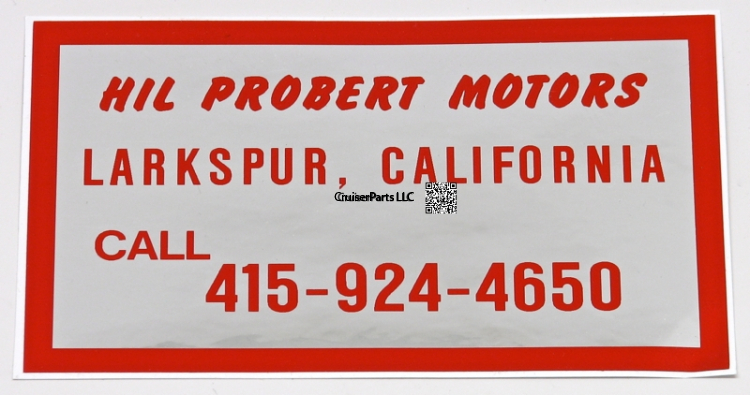 HIL PROBERT MOTORS
LARKSPUR, CALIFORNIA
CruiserParts LLC
CALL
415-924-4650